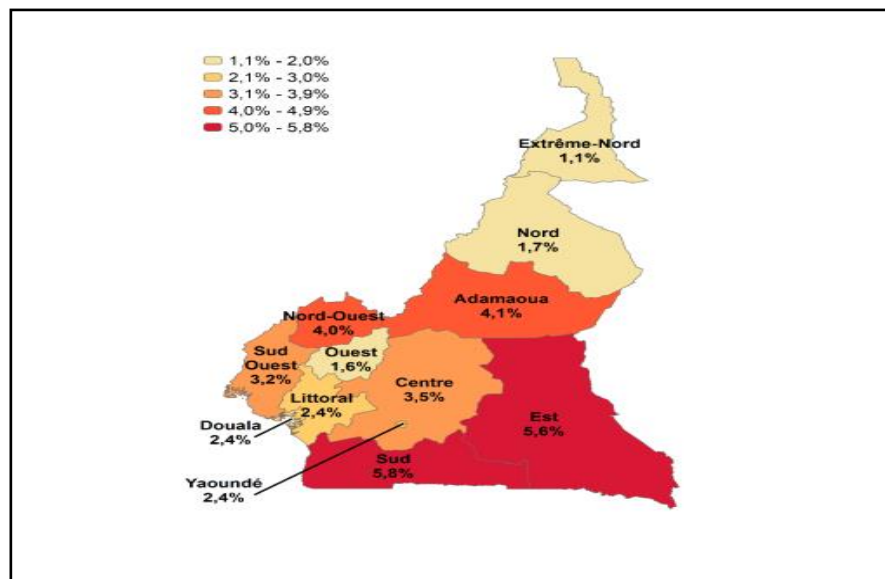 1,1% - 2,0%
2,1% - 3,0%
3,1% - 3,9%
4,0% - 4,9%
5,0% - 5,8%
Extrême-Nord
1,1%
Nord
1,7%
Adamaoua
4,1%
Nord-Ouest
4,0%
Sud
Ouest
3,2%
Ouest
1,6%
Centre
3,5%
Littoral
2,4%
Est
5,6%
Douala
2,4%
Sud
5,8%
Yaoundé
2,4%